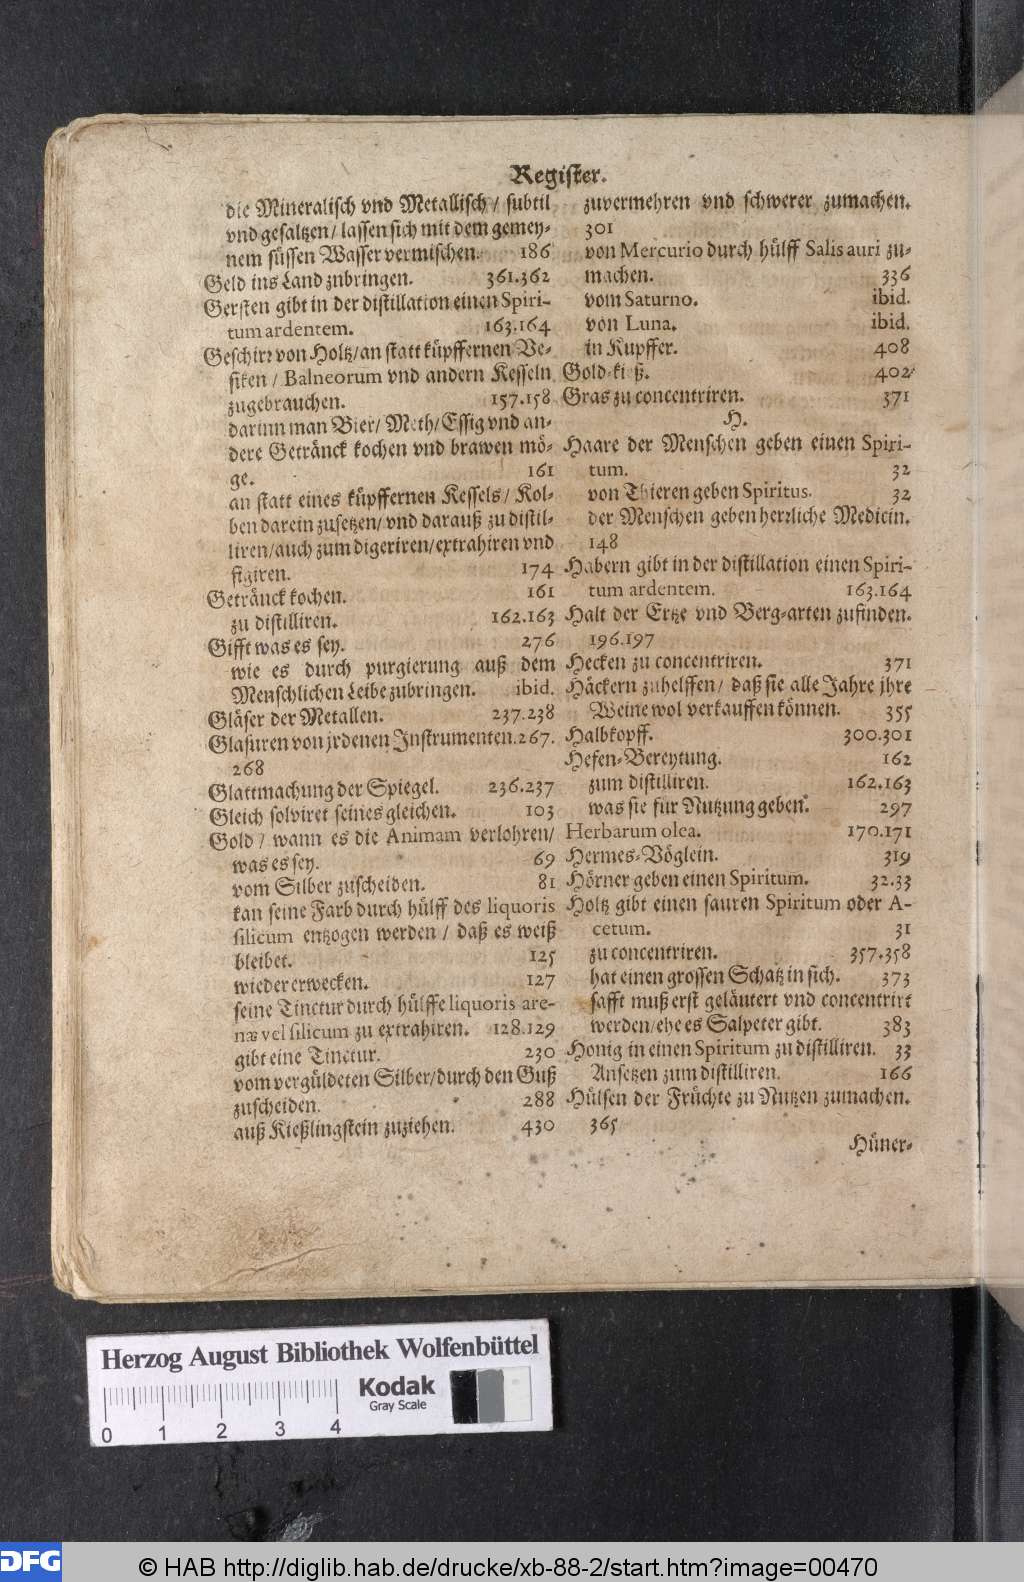 Register.
die Mineralisch vnd Metallisch / subtil
vnd gesaltzen / lassen sich mit dem gemey-
nem süssen Wasser vermischen. 186
Geld ins Land znbringen. 361.362
Gersten gibt in der distillation einen Spiri-
tum ardentem. 163.164
Geschirr von Holtz / an statt küpffernen Ve-
siken / Balneorum vnd andern Kesseln
zugebrauchen. 157.158
darinn man Bier / Meth / Essig vnd an-
dere Getränck kochen vnd brawen mö-
ge. 161
an statt eines küpffernen Kessels / Kol-
ben darein zusetzen / vnd darauß zu distil-
liren / auch zum digeriren / extrahiren vnd
figiren. 174
Getränck kochen. 161
zu distilliren. 162.163
Gifft was es sey. 276
wie es durch purgierung auß dem
Menschlichen Leibe zubringen. ibid.
Gläser der Metallen. 237.238
Glasuren von jrdenen Instrumenten. 267.
268
Glattmachung der Spiegel. 236.237
Gleich solviret seines gleichen. 103
Gold / wann es die Animam verlohren /
was es sey. 69
vom Silber zuscheiden. 81
kan seine Farb durch hülff des liquoris
silicum entzogen werden / daß es weiß
bleibet. 125
wieder erwecken. 127
seine Tinctur durch hülffe liquoris are-
næ vel silicum zu extrahiren. 128.129
gibt eine Tinctur. 230
vom vergüldeten Silber / durch den Guß
zuscheiden. 288
auß Kießlingstein zuziehen. 430
zuvermehren vnd schwerer zumachen.
301
von Mercurio durch hülff Salis auri zu-
machen. 336
vom Saturno. ibid.
von Luna. ibid.
in Kupffer. 408
Gold-ki ß. 402
Gras zu concentriren. 371
H.
Haare der Menschen geben einen Spiri-
tum. 32
von Thieren geben Spiritus. 32
der Menschen geben herrliche Medicin.
148
Habern gibt in der distillation einen Spiri-
tum ardentem. 163.164
Halt der Ertze vnd Berg-arten zufinden.
196.197
Hecken zu concentriren. 371
Häckern zuhelffen / daß sie alle Jahre jhre
Weine wol verkauffen können. 355
Halbkopff. 300.301
Hefen-Bereytung. 162
zum distilliren. 162.163
was sie für Nutzung geben. 297
Herbarum olea. 170.171
Hermes-Vöglein. 319
Hörner geben einen Spiritum. 32.33
Holtz gibt einen sauren Spiritum oder A-
cetum. 31
zu concentriren. 357.358
hat einen grossen Schatz in sich. 373
safft muß erst geläutert vnd concentrirt
werden / ehe es Salpeter gibt. 383
Honig in einen Spiritum zu distilliren. 33
Ansetzen zum distilliren. 166
Hülsen der Früchte zu Nutzen zumachen.
365
Hüner-
Herzog August Bibliothek Wolfenbüttel
Kodak
Gray Scale
0 1 2 3 4
DFG
© HAB http://diglib.hab.de/drucke/xb-88-2/start.htm?image=00470